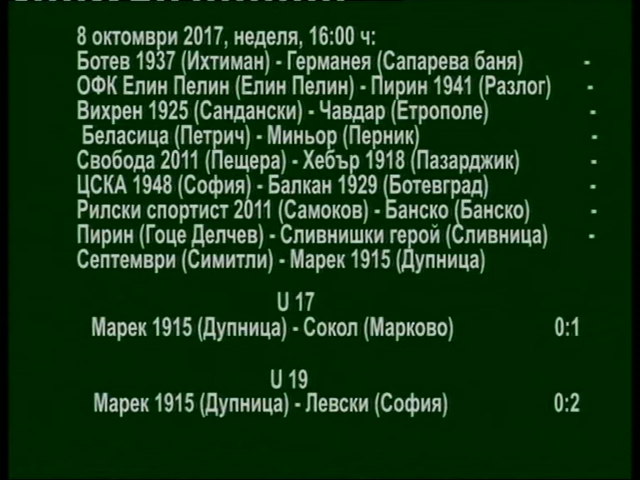 8 октомври 2017, неделя, 16:00 ч:
Ботев 1937 (Ихтиман) - Германея (Сапарева баня) -
ОФК Елин Пелин (Елин Пелин) - Пирин 1941 (Разлог) -
Вихрен 1925 (Сандански) - Чавдар (Етрополе) -
Беласица (Петрич) - Миньор (Перник) -
Свобода 2011 (Пещера) - Хебър 1918 (Пазарджик) -
ЦСКА 1948 (София) - Балкан 1929 (Ботевград) -
Рилски спортист 2011 (Самоков) - Банско (Банско) -
Пирин (Гоце Делчев) - Сливнишки герой (Сливница) -
Септември (Симитли) - Марек 1915 (Дупница)
U 17
Марек 1915 (Дупница) - Сокол (Марково) 0:1
U 19
Марек 1915 (Дупница) - Левски (София) 0:2